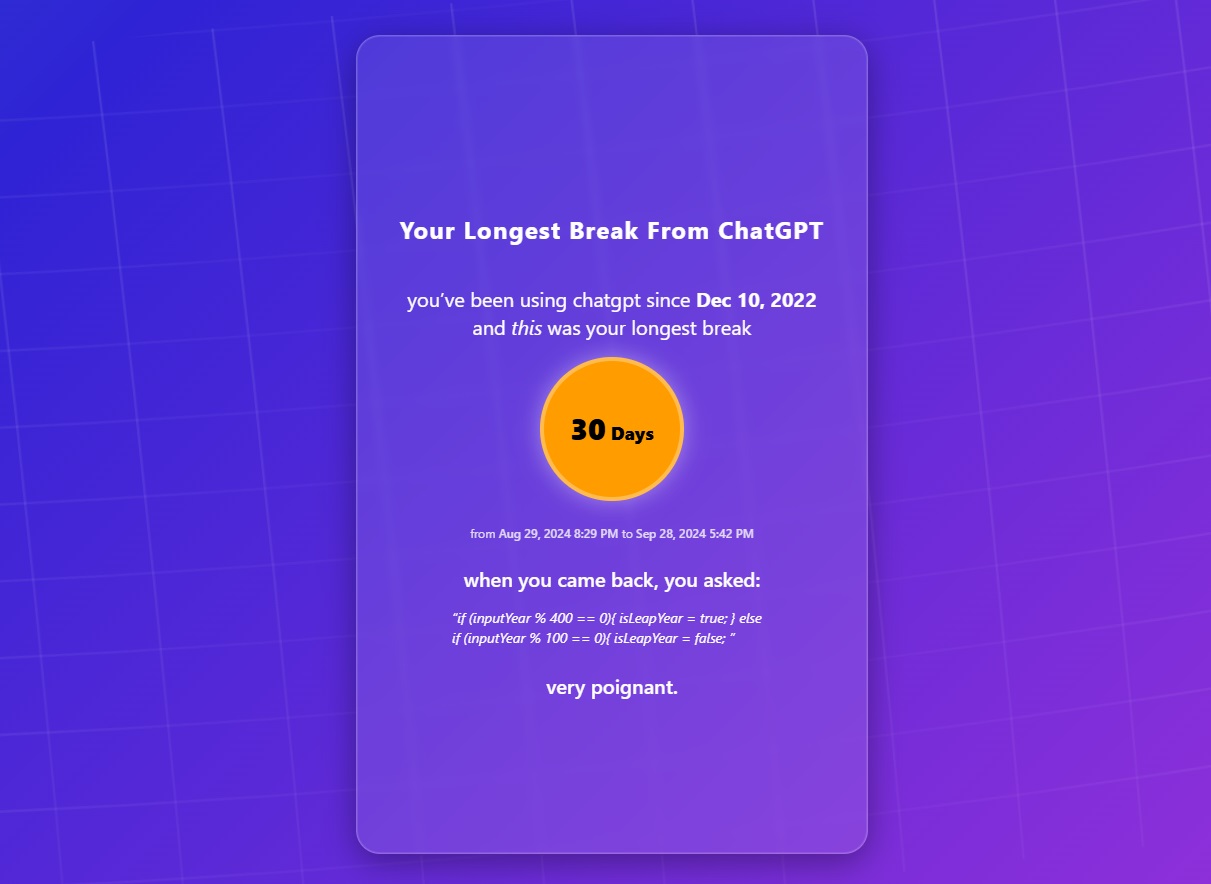 Your Longest Break From ChatGPT
you’ve been using chatgpt since Dec 10, 2022
and this was your longest break
30 Days
from Aug 29, 2024 8:29 PM to Sep 28, 2024 5:42 PM
when you came back, you asked:
“if (inputYear % 400 == 0){ isLeapYear = true; } else
if (inputYear % 100 == 0){ isLeapYear = false; ”
very poignant.